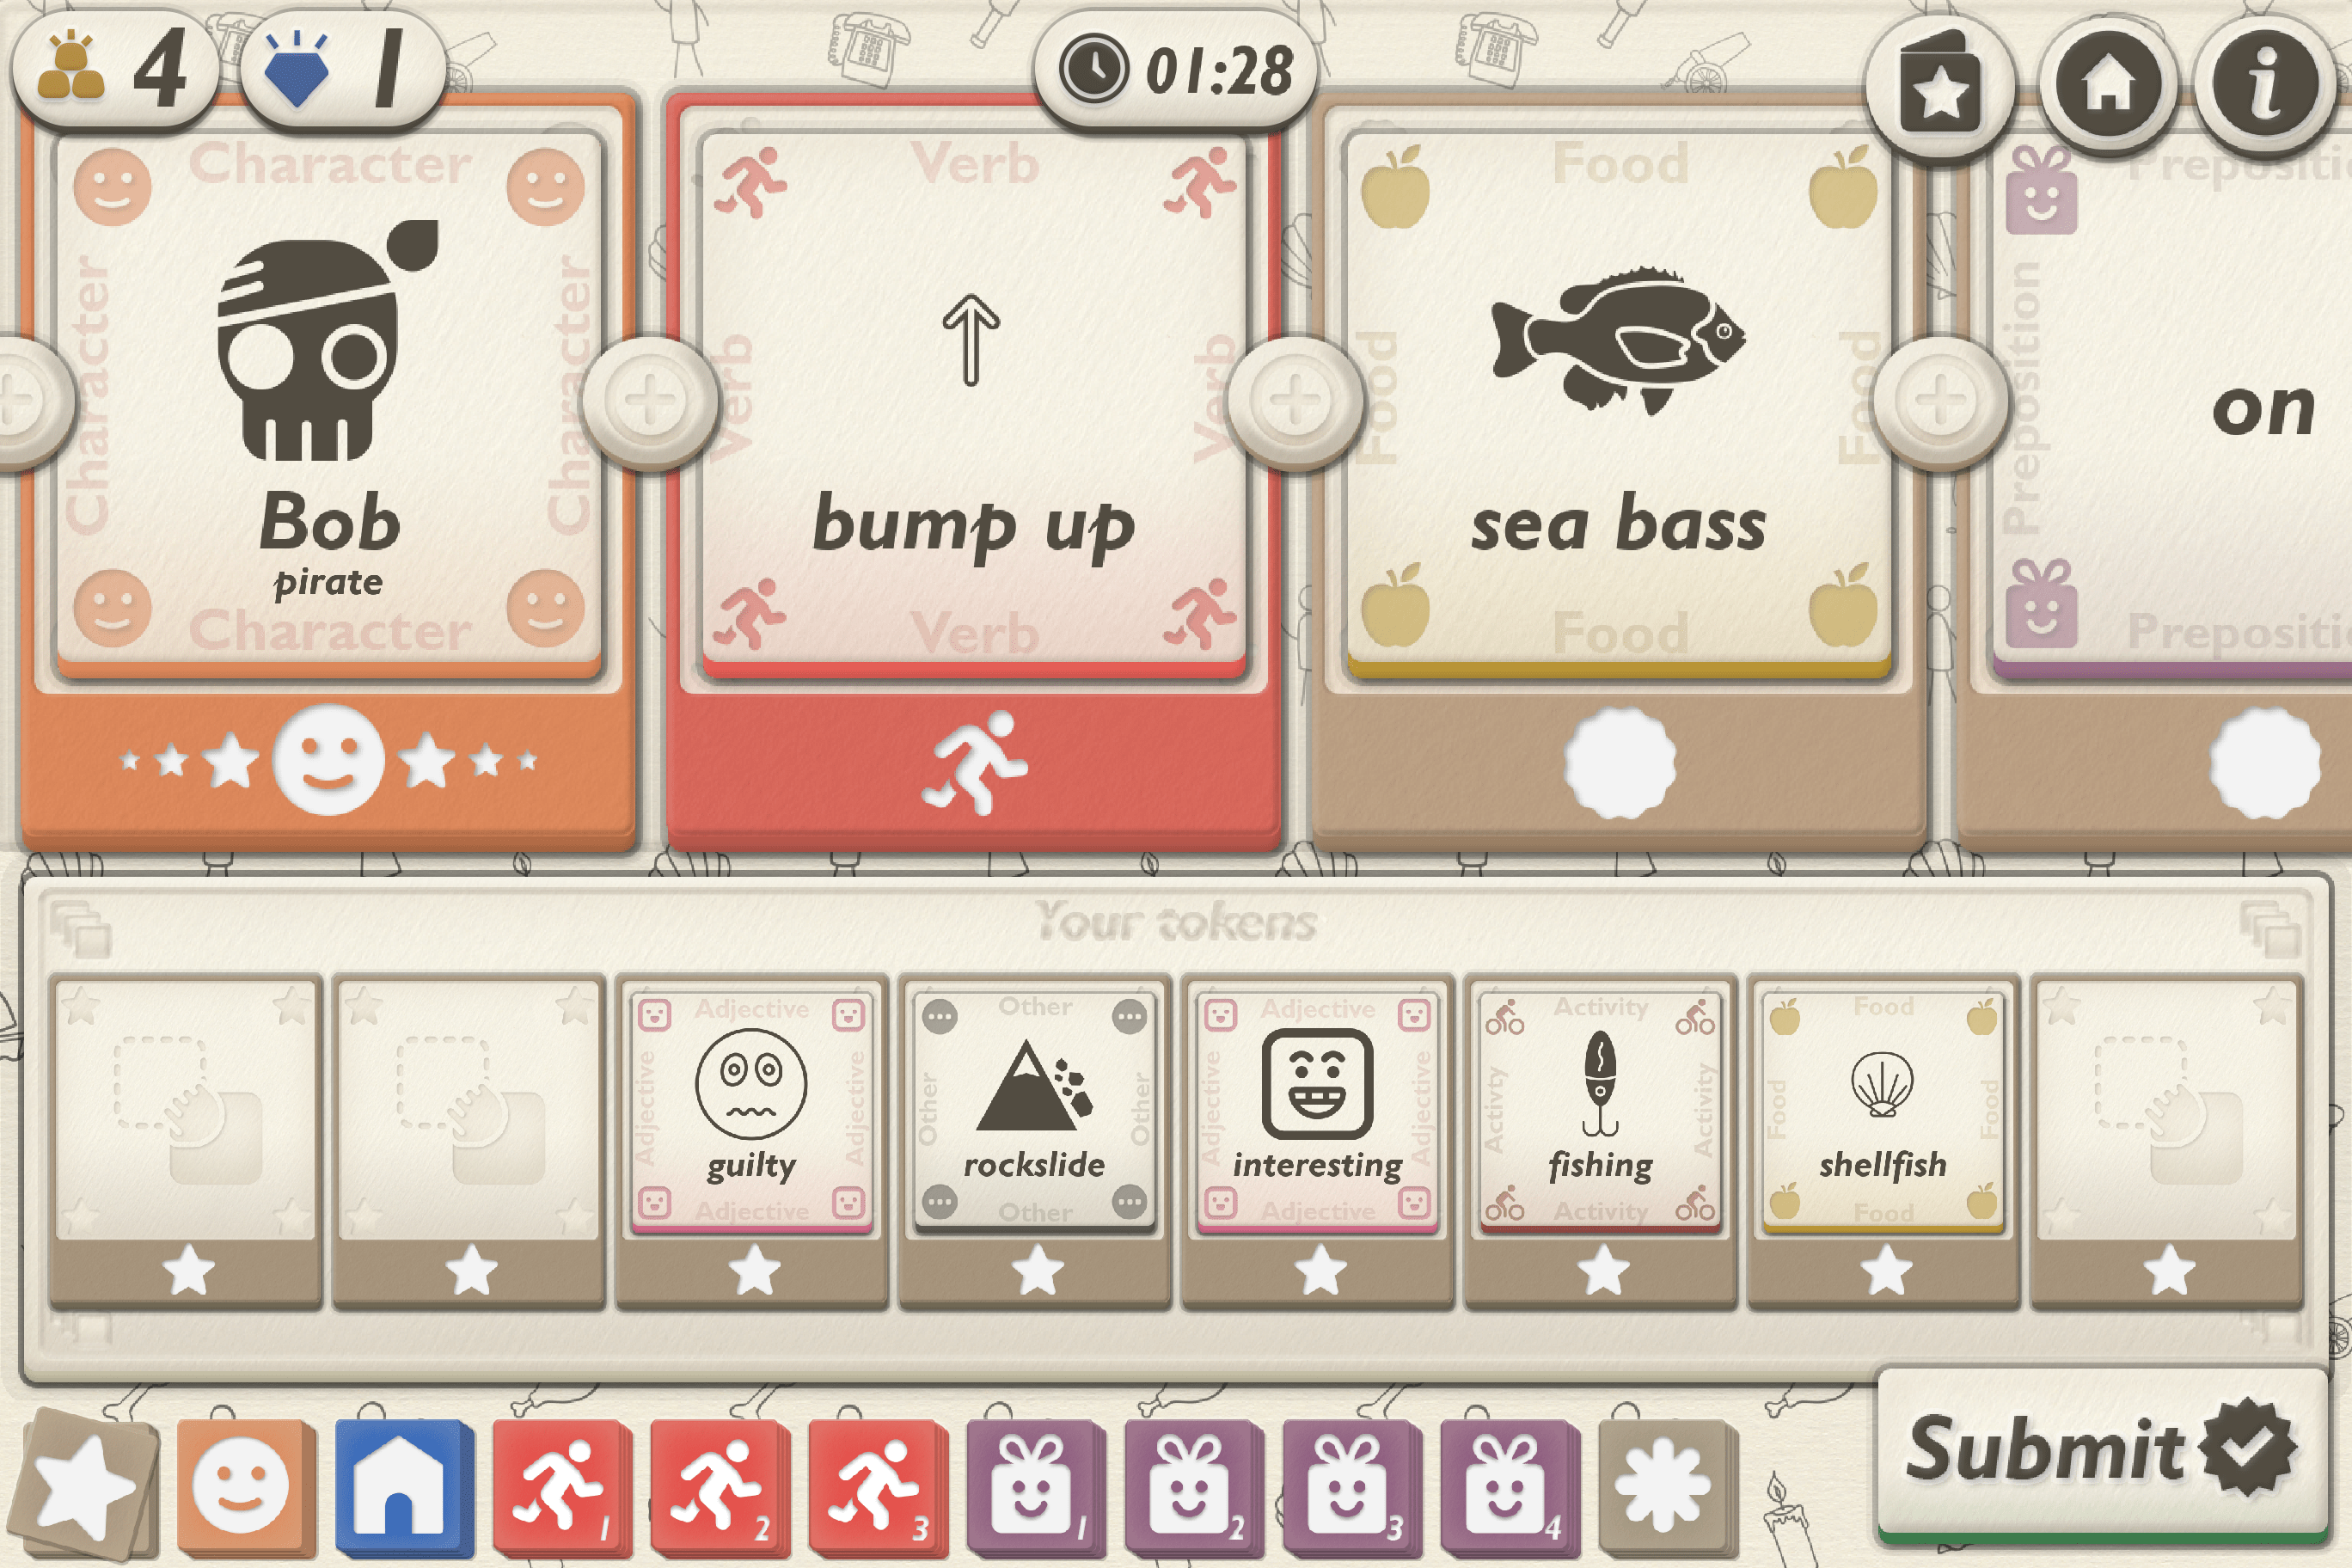 4
1
01:28
i
Character
Character
Character
Bob
pirate
Character
Verb
Verb
Verb
bump up
Verb
Food
Food
Food
sea bass
Food
Preposition
on
Your tokens
Adjective
Adjective
Adjective
guilty
Adjective
Other
Other
Other
rockslide
Other
Adjective
Adjective
Adjective
interesting
Adjective
Activity
Activity
Activity
fishing
Activity
Food
Food
Food
shellfish
Food
1
2
3
1
2
3
4
Submit